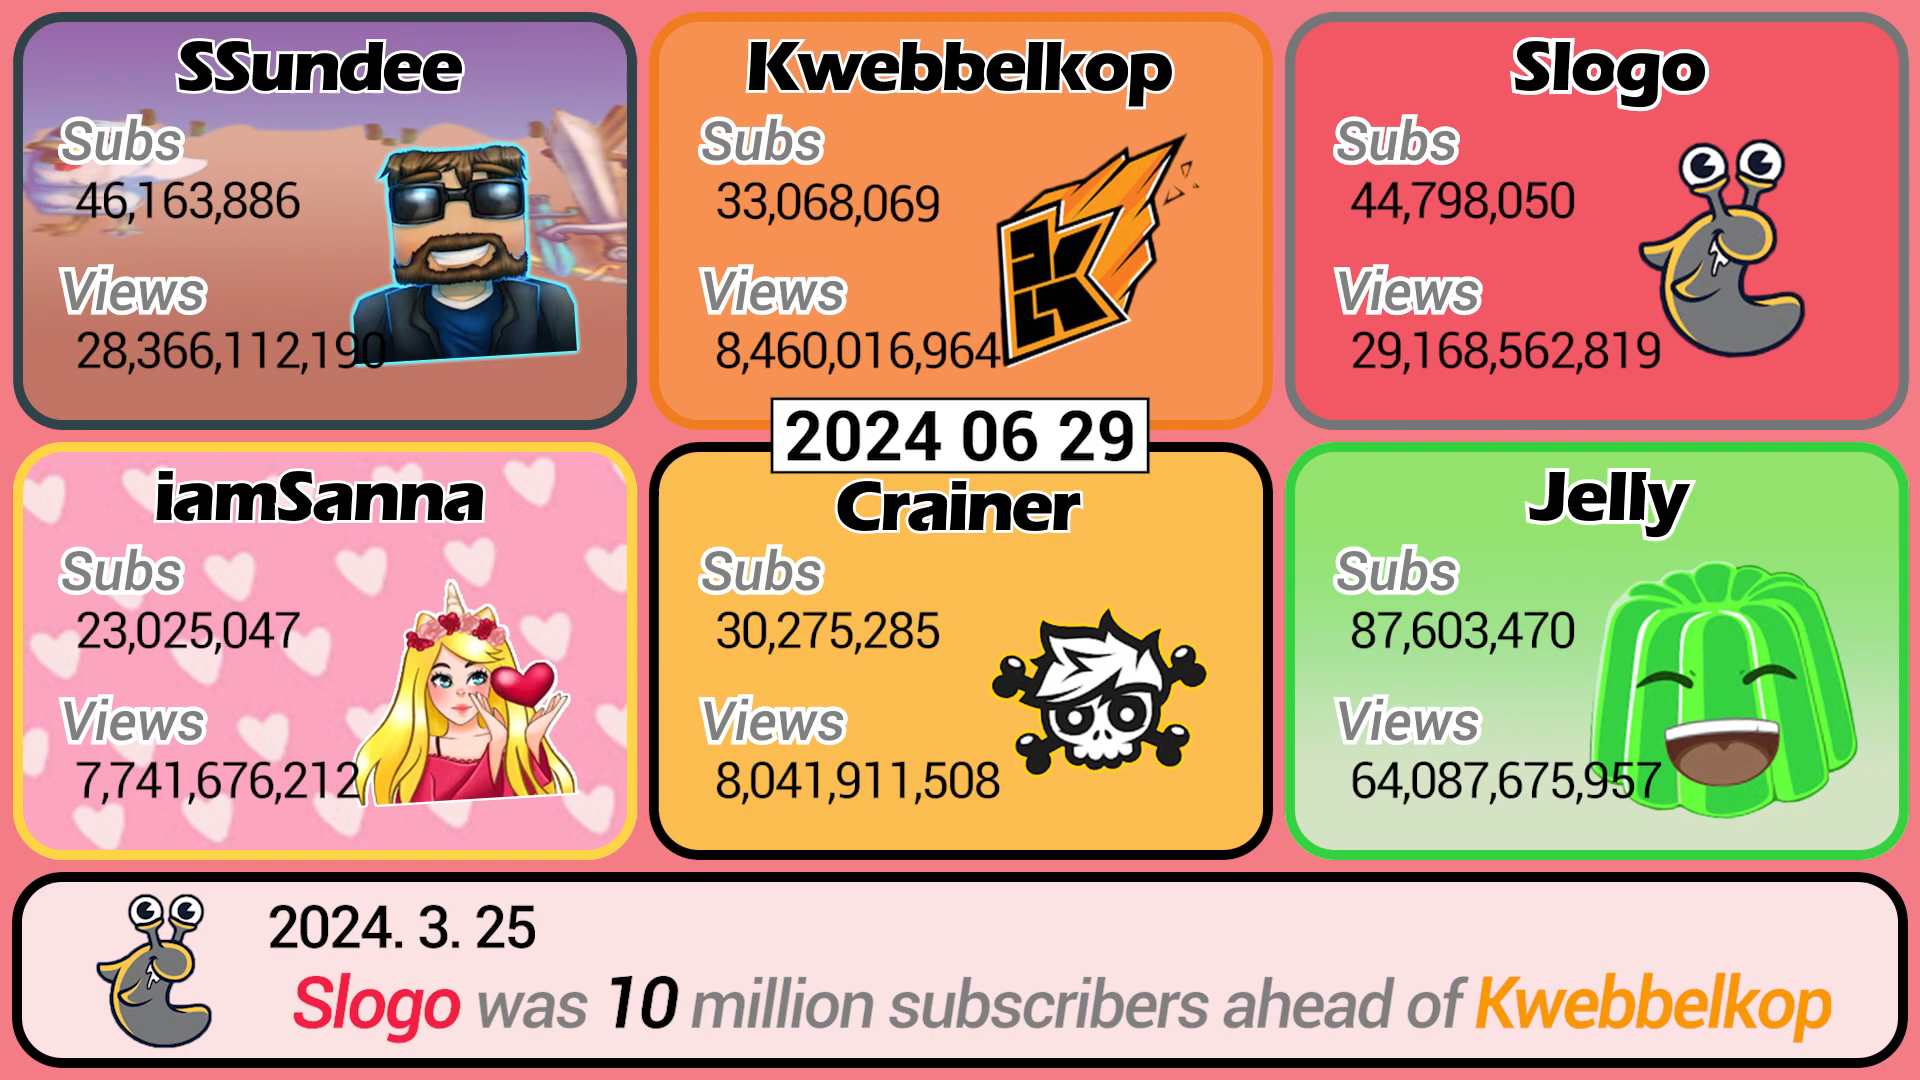 SSundee
Subs
46,163,886
Views
28,366,112,190
Kwebbelkop
Subs
33,068,069
Views
8,460,016,964
Slogo
Subs
44,798,050
Views
29,168,562,819
2024 06 29
iamSanna
Subs
23,025,047
Views
7,741,676,212
Crainer
Subs
30,275,285
Views
8,041,911,508
Jelly
Subs
87,603,470
Views
64,087,675,957
2024. 3. 25
Slogo was 10 million subscribers ahead of Kwebbelkop